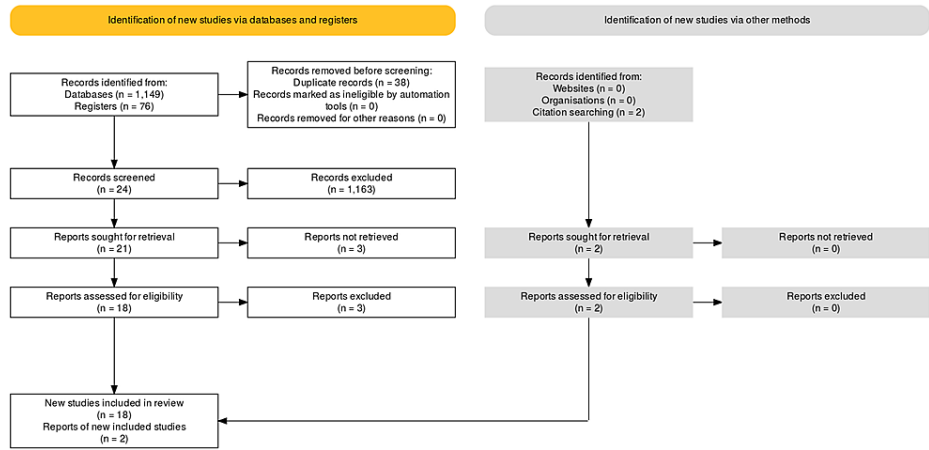 Identification of new studies via databases and registers
Identification of new studies via other methods
Records identified from:
Databases (n = 1,149)
Registers (n = 76)
Records removed before screening:
Duplicate records (n = 38)
Records marked as ineligible by automation
tools (n = 0)
Records removed for other reasons (n = 0)
Records identified from:
Websites (n = 0)
Organisations (n = 0)
Citation searching (n = 2)
Records screened
(n = 24)
Records excluded
(n = 1,163)
Reports sought for retrieval
(n = 21)
Reports not retrieved
(n = 3)
Reports sought for retrieval
(n = 2)
Reports not retrieved
(n = 0)
Reports assessed for eligibility
(n = 18)
Reports excluded
(n = 3)
Reports assessed for eligibility
(n = 2)
Reports excluded
(n = 0)
New studies included in review
(n = 18)
Reports of new included studies
(n = 2)